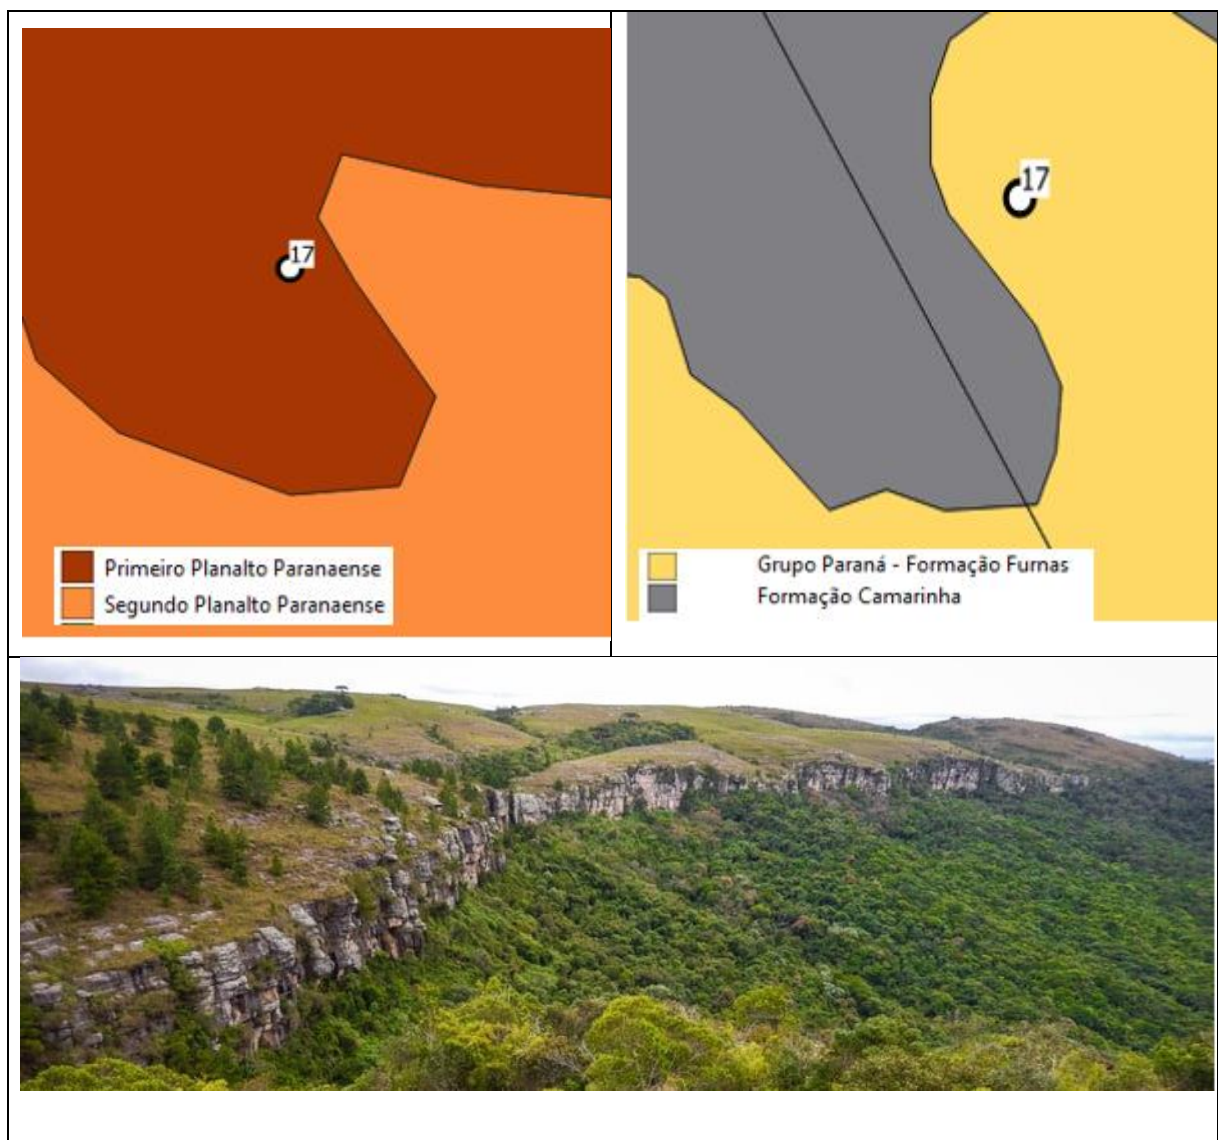 17
Primeiro Planalto Paranaense
Segundo Planalto Paranaense
17
Grupo Paraná - Formação Furnas
Formação Camarinha